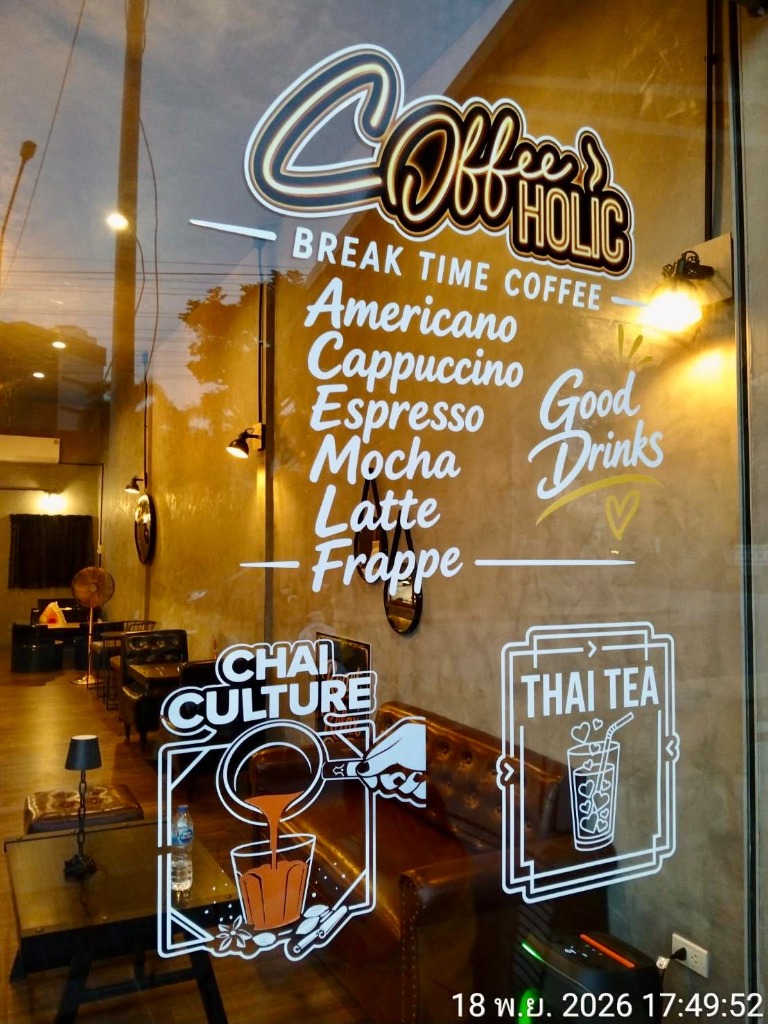 Coffee
HOLIC
BREAK TIME COFFEE
Americano
Cappuccino
Espresso
Mocha
Latte
Frappe
Good
Drinks
CHAI
CULTURE
THAI TEA
18 พ.ย. 2026 17:49:52